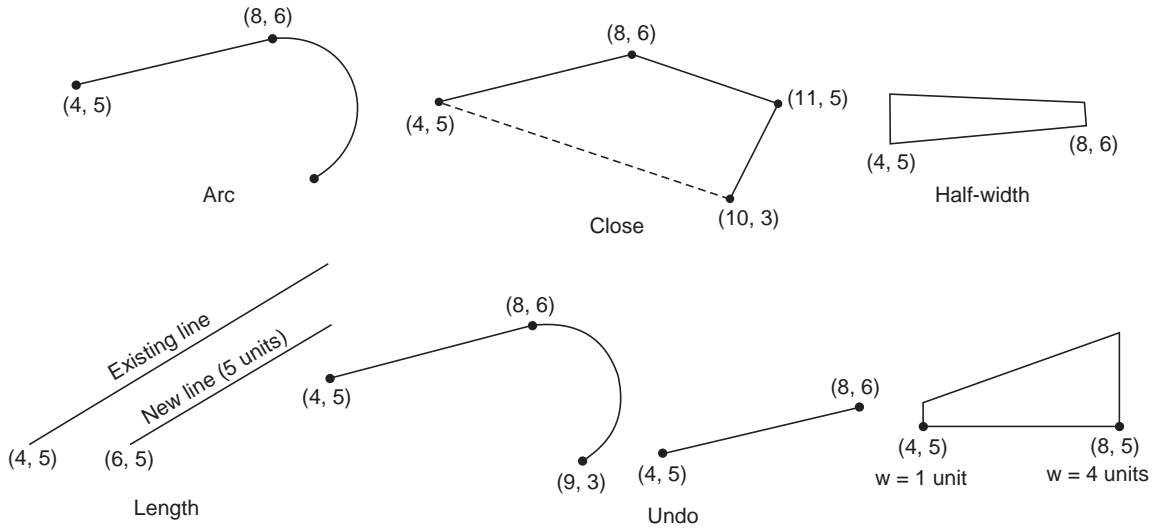 (8, 6)
(4, 5)
Arc
(8, 6)
(4, 5)
(11, 5)
(10, 3)
Close
(4, 5)
(8, 6)
Half-width
Existing line
New line (5 units)
(4, 5)
(6, 5)
Length
(8, 6)
(4, 5)
(9, 3)
(8, 6)
(4, 5)
Undo
(4, 5)
w = 1 unit
(8, 5)
w = 4 units